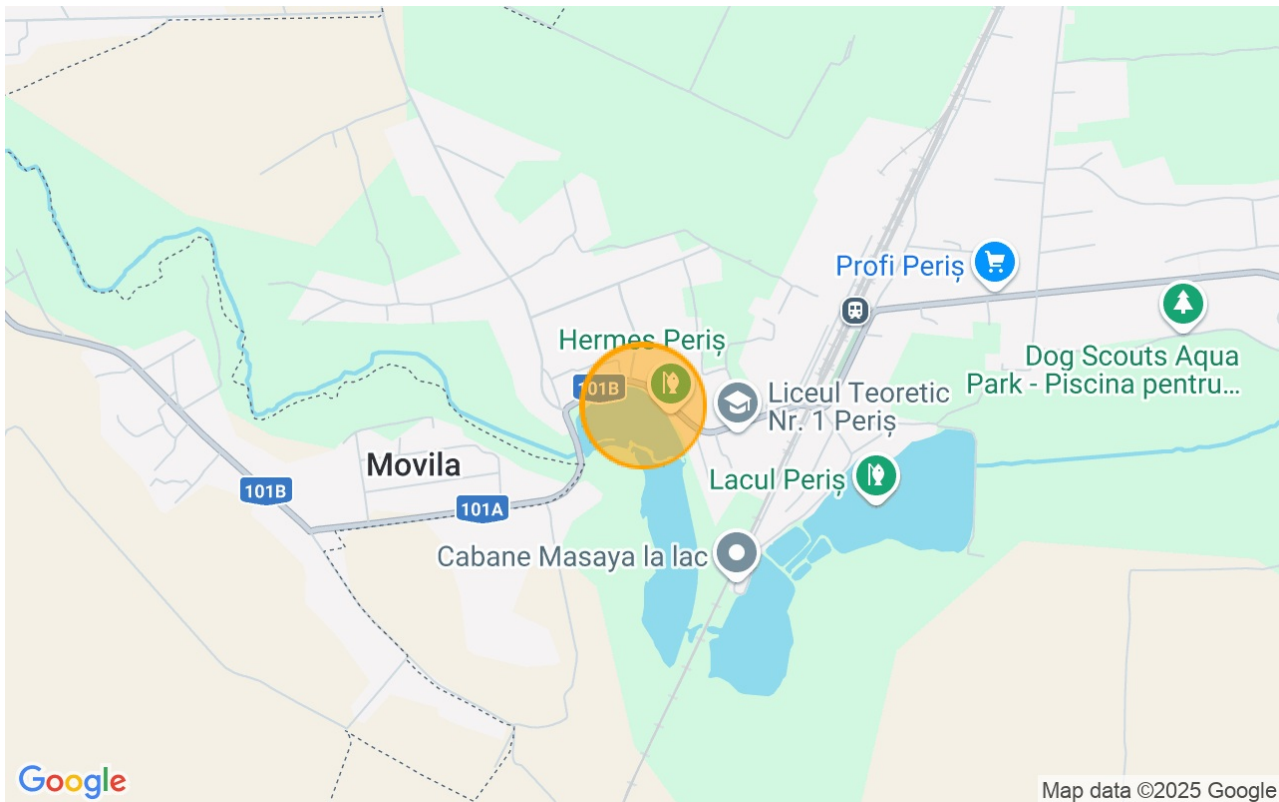 Profi Periș
Hermes Periș
101B
Dog Scouts Aqua
Park - Piscina pentru...
Liceul Teoretic
Nr. 1 Periș
Movila
Lacul Periș
101B
101A
Cabane Masaya la lac
Google
Map data ©2025 Google